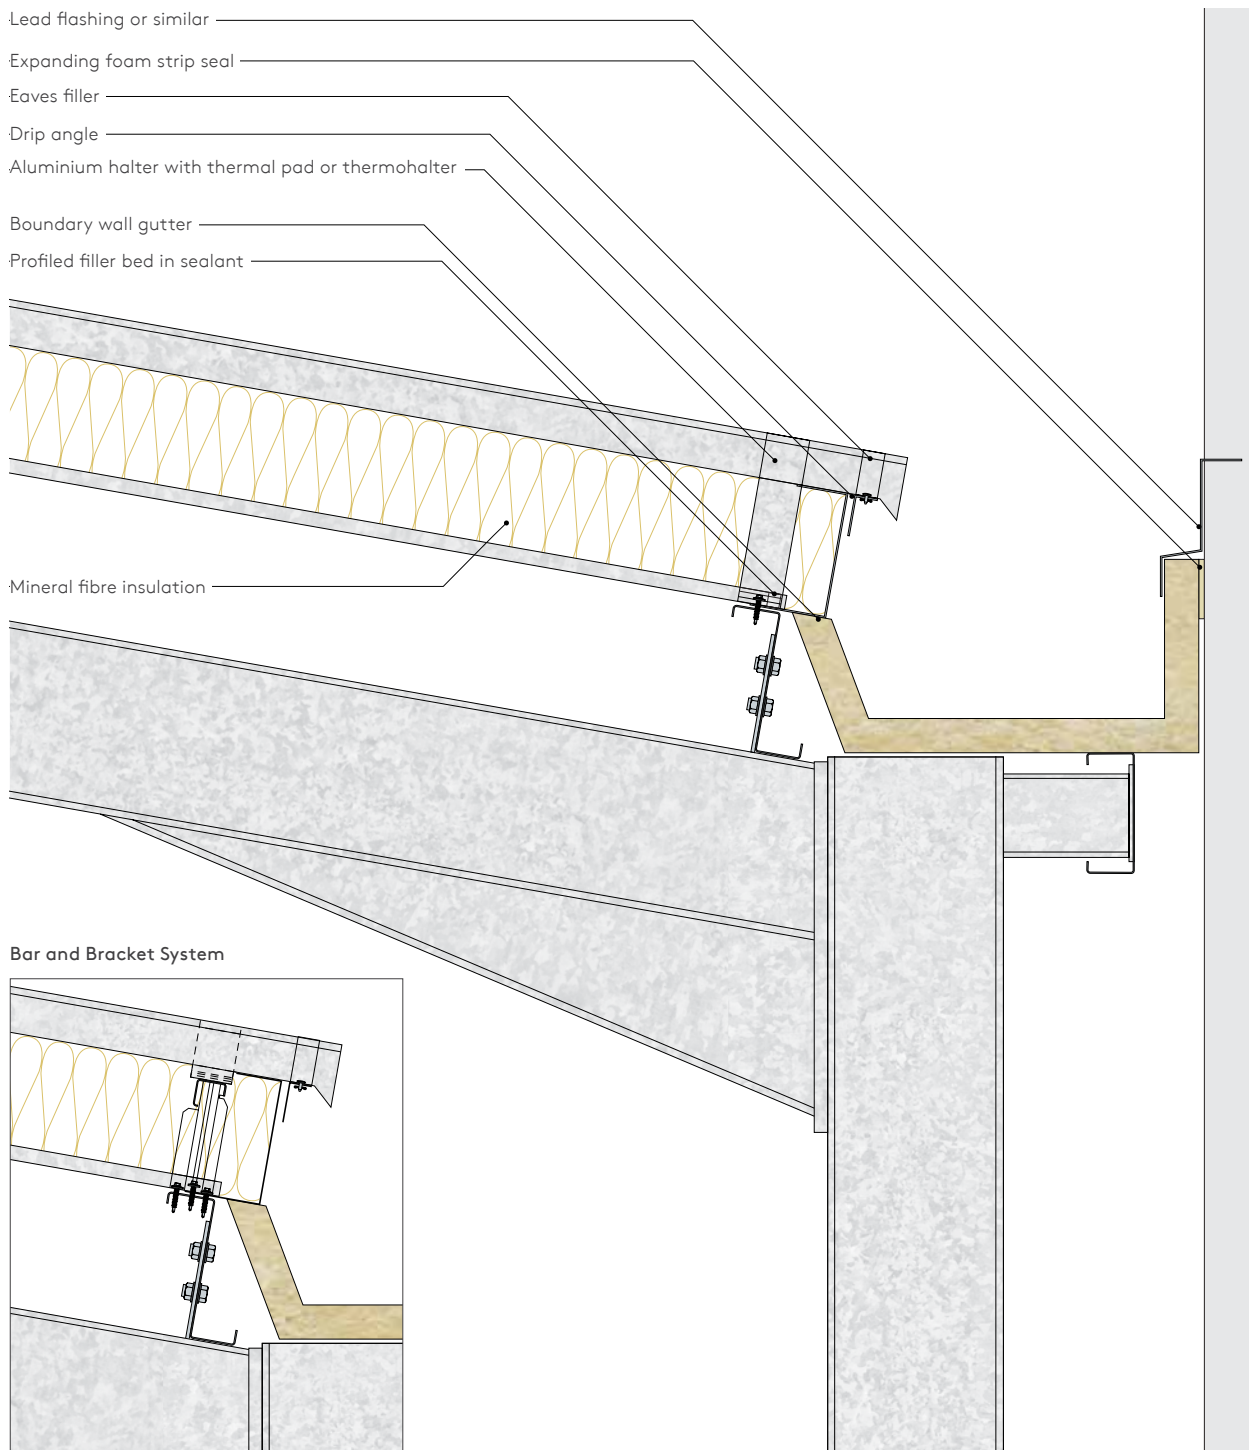 Lead flashing or similar
Expanding foam strip seal
Eaves filler
Drip angle
Aluminium halter with thermal pad or thermohalter
Boundary wall gutter
Profiled filler bed in sealant
Mineral fibre insulation
Bar and Bracket System